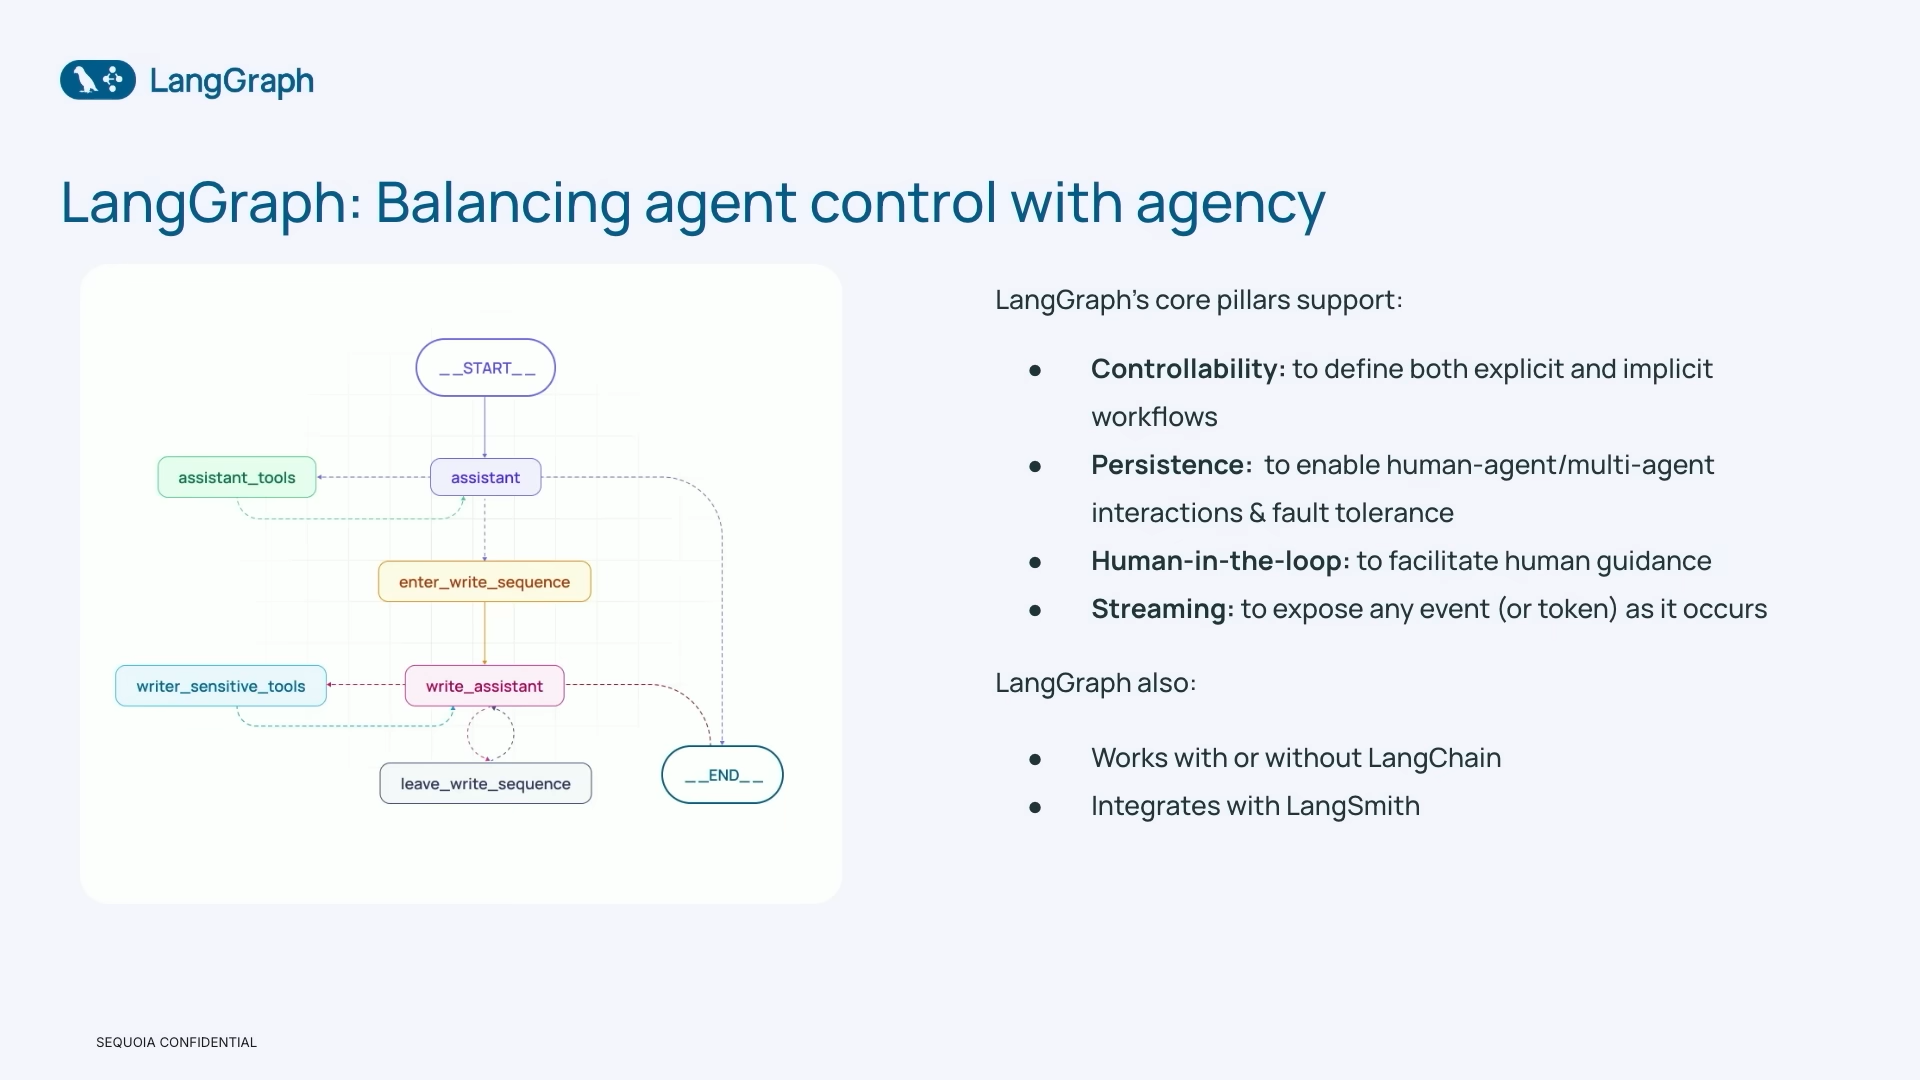 LangGraph
LangGraph: Balancing agent control with agency
__START__
assistant_tools
assistant
enter_write_sequence
writer_sensitive_tools
write_assistant
leave_write_sequence
__END__
LangGraph's core pillars support:
● Controllability: to define both explicit and implicit
workflows
● Persistence: to enable human-agent/multi-agent
interactions & fault tolerance
● Human-in-the-loop: to facilitate human guidance
● Streaming: to expose any event (or token) as it occurs
LangGraph also:
● Works with or without LangChain
● Integrates with LangSmith
SEQUOIA CONFIDENTIAL